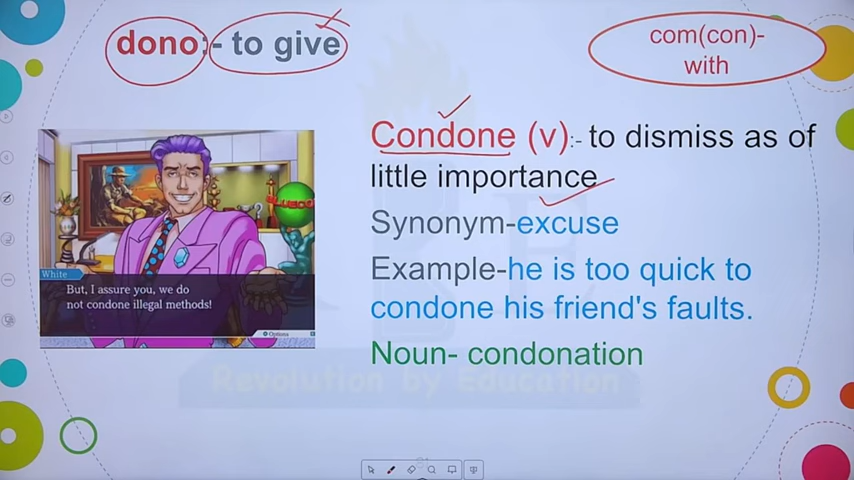 dono:- to give
com(con)-
with
Condone (v):- to dismiss as of
little importance
Synonym-excuse
Example-he is too quick to
condone his friend's faults.
Noun- condonation
White
But, I assure you, we do
not condone illegal methods!
Options
Revolution by Education